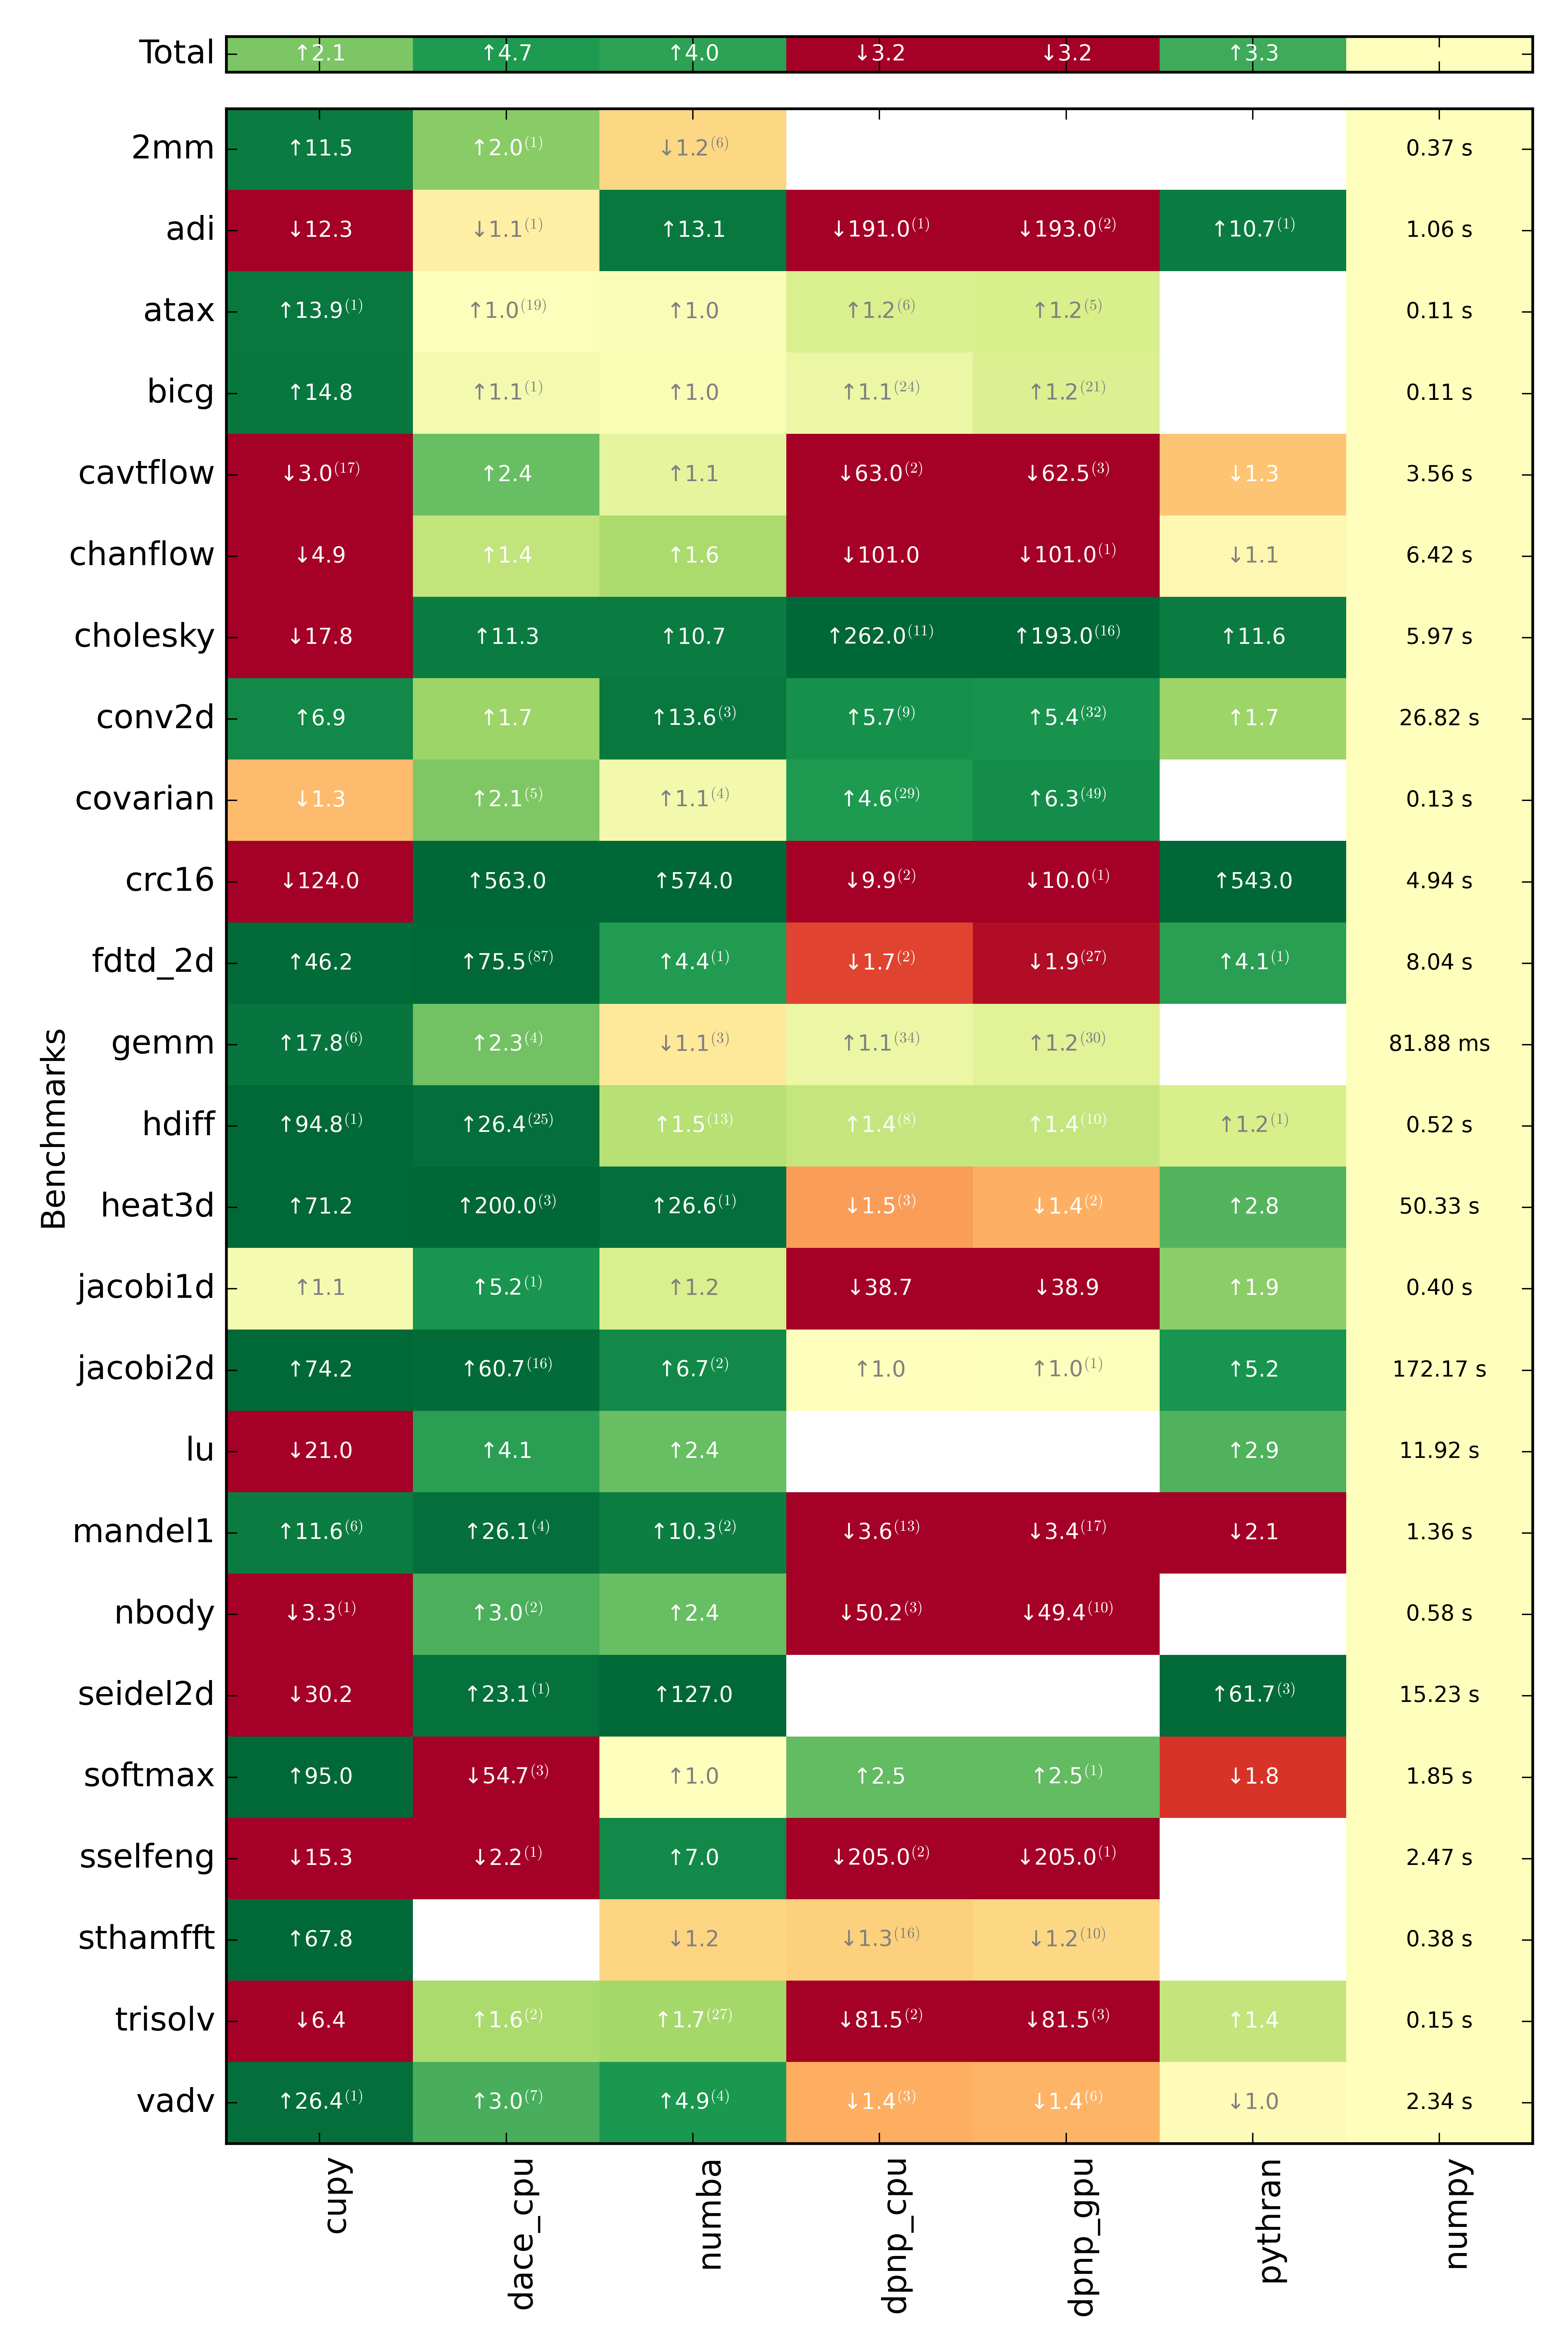 Total ↑2.1 ↑4.7 ↑4.0 ↓3.2 ↓3.2 ↑3.3
2mm ↑11.5 ↑2.0(1) ↓1.2(6) 0.37 s
adi ↓12.3 ↓1.1(1) ↑13.1 ↓191.0(1) ↓193.0(2) ↑10.7(1) 1.06 s
atax ↑13.9(1) ↑1.0(19) ↑1.0 ↑1.2(6) ↑1.2(5) 0.11 s
bicg ↑14.8 ↑1.1(1) ↑1.0 ↑1.1(24) ↑1.2(21) 0.11 s
cavtflow ↓3.0(17) ↑2.4 ↑1.1 ↓63.0(2) ↓62.5(3) ↓1.3 3.56 s
chanflow ↓4.9 ↑1.4 ↑1.6 ↓101.0 ↓101.0(1) ↓1.1 6.42 s
cholesky ↓17.8 ↑11.3 ↑10.7 ↑262.0(11) ↑193.0(16) ↑11.6 5.97 s
conv2d ↑6.9 ↑1.7 ↑13.6(3) ↑5.7(9) ↑5.4(32) ↑1.7 26.82 s
covarian ↓1.3 ↑2.1(5) ↑1.1(4) ↑4.6(29) ↑6.3(49) 0.13 s
crc16 ↓124.0 ↑563.0 ↑574.0 ↓9.9(2) ↓10.0(1) ↑543.0 4.94 s
fdtd_2d ↑46.2 ↑75.5(87) ↑4.4(1) ↓1.7(2) ↓1.9(27) ↑4.1(1) 8.04 s
gemm ↑17.8(6) ↑2.3(4) ↓1.1(3) ↑1.1(34) ↑1.2(30) 81.88 ms
hdiff ↑94.8(1) ↑26.4(25) ↑1.5(13) ↑1.4(8) ↑1.4(10) ↑1.2(1) 0.52 s
heat3d ↑71.2 ↑200.0(3) ↑26.6(1) ↓1.5(3) ↓1.4(2) ↑2.8 50.33 s
jacobi1d ↑1.1 ↑5.2(1) ↑1.2 ↓38.7 ↓38.9 ↑1.9 0.40 s
jacobi2d ↑74.2 ↑60.7(16) ↑6.7(2) ↑1.0 ↑1.0(1) ↑5.2 172.17 s
lu ↓21.0 ↑4.1 ↑2.4 ↑2.9 11.92 s
mandel1 ↑11.6(6) ↑26.1(4) ↑10.3(2) ↓3.6(13) ↓3.4(17) ↓2.1 1.36 s
nbody ↓3.3(1) ↑3.0(2) ↑2.4 ↓50.2(3) ↓49.4(10) 0.58 s
seidel2d ↓30.2 ↑23.1(1) ↑127.0 ↑61.7(3) 15.23 s
softmax ↑95.0 ↓54.7(3) ↑1.0 ↑2.5 ↑2.5(1) ↓1.8 1.85 s
sselfeng ↓15.3 ↓2.2(1) ↑7.0 ↓205.0(2) ↓205.0(1) 2.47 s
sthamfft ↑67.8 ↓1.2 ↓1.3(16) ↓1.2(10) 0.38 s
trisolv ↓6.4 ↑1.6(2) ↑1.7(27) ↓81.5(2) ↓81.5(3) ↑1.4 0.15 s
vadv ↑26.4(1) ↑3.0(7) ↑4.9(4) ↓1.4(3) ↓1.4(6) ↓1.0 2.34 s
Benchmarks
cupy dace_cpu numba dpnp_cpu dpnp_gpu pythran numpy